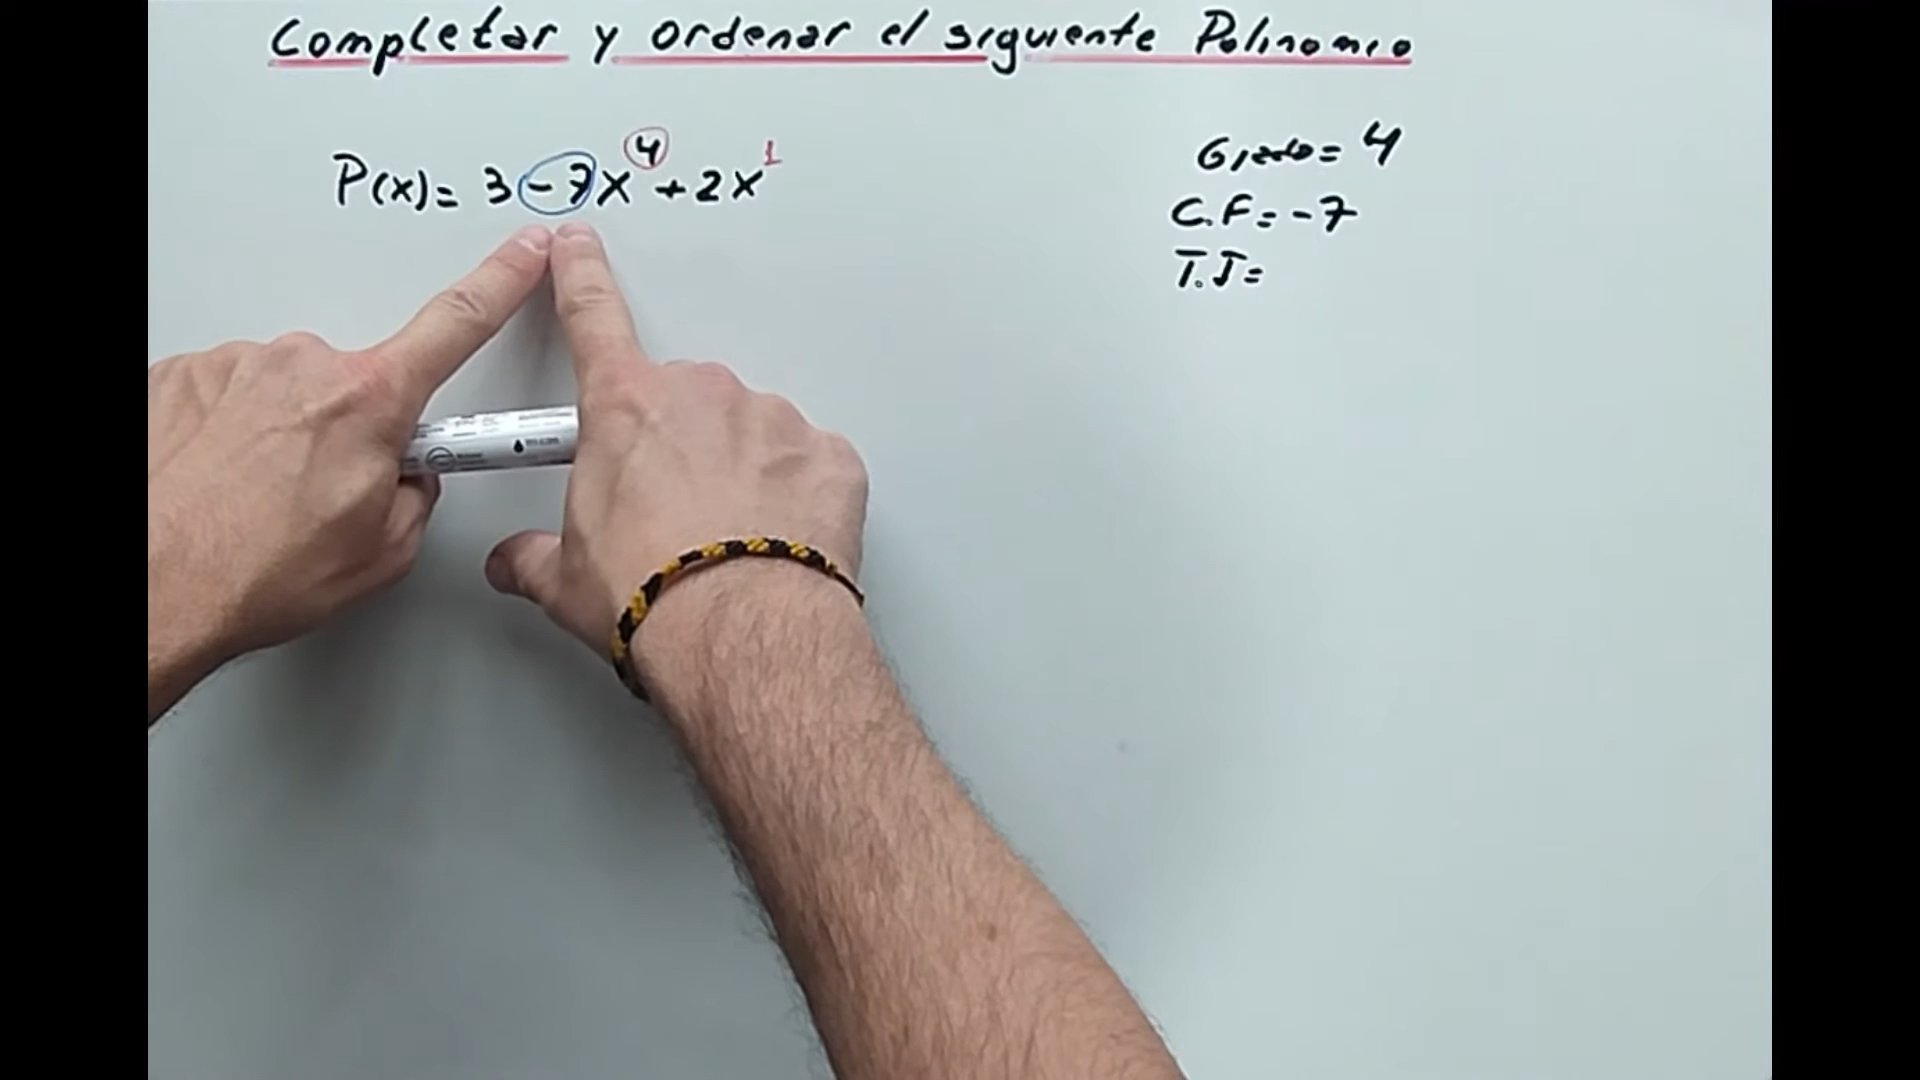 Completar y ordenar el siguiente Polinomio
P(x)= 3 -7x⁴ +2x¹
Grado= 4
C.F= -7
T.I=